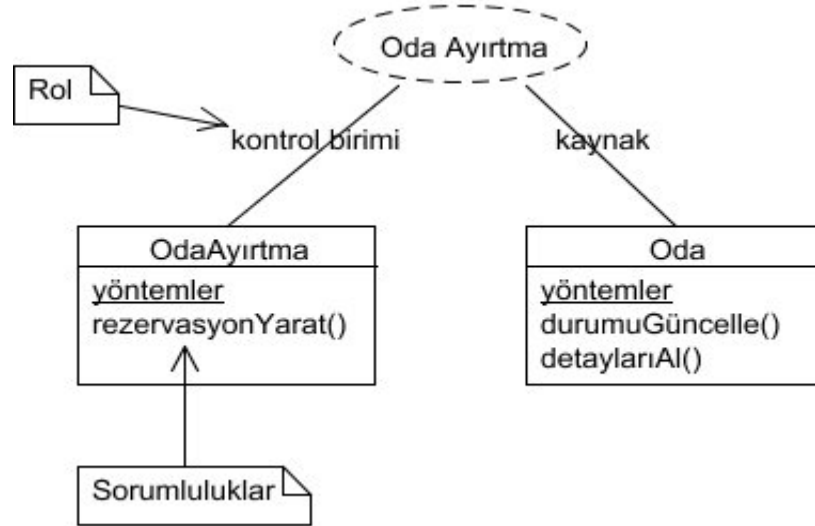 Oda Ayırtma
Rol
kontrol birimi
kaynak
OdaAyırtma
yöntemler
rezervasyonYarat()
Oda
yöntemler
durumuGüncelle()
detaylarıAl()
Sorumluluklar